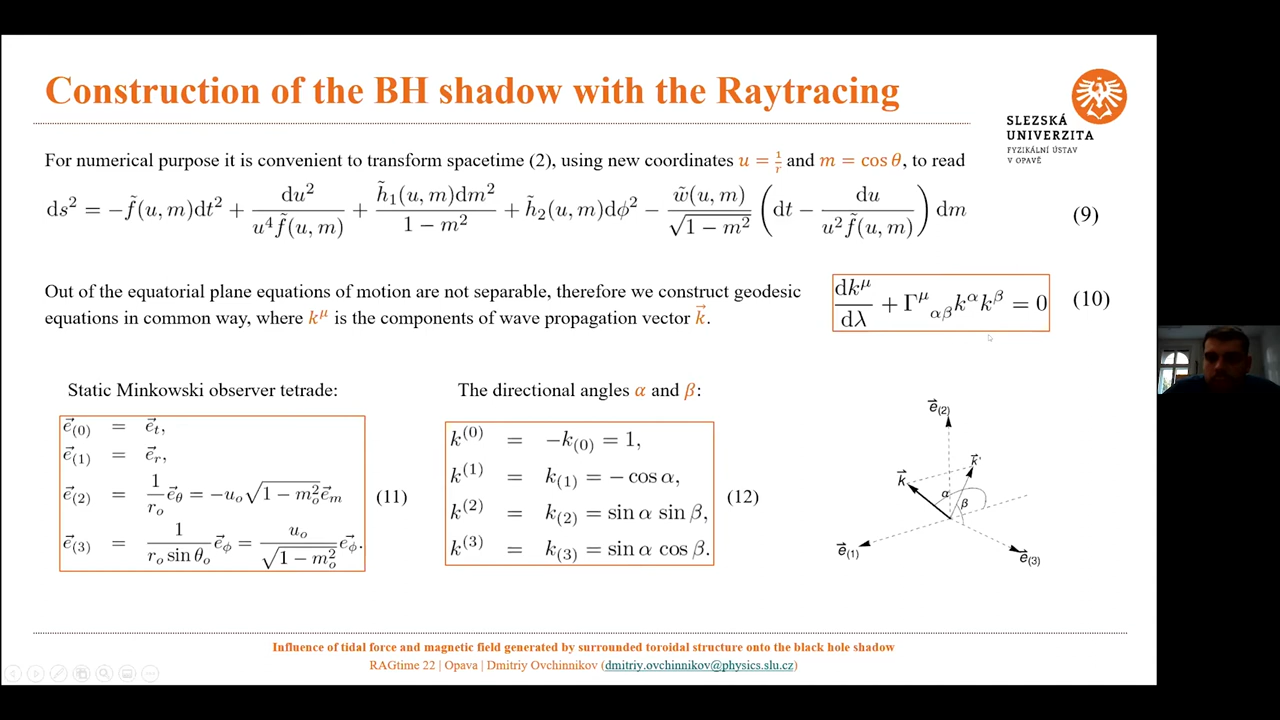 Construction of the BH shadow with the Raytracing
SLEZSKÁ
UNIVERZITA
FYZIKÁLNÍ ÚSTAV
V OPAVĚ
For numerical purpose it is convenient to transform spacetime (2), using new coordinates u = 1/r and m = cos θ, to read
ds² = −f̃(u, m)dt² + du²/(u⁴f̃(u, m)) + h̃₁(u, m)dm²/(1 − m²) + h̃₂(u, m)dϕ² − w̃(u, m)/√(1 − m²) (dt − du/(u²f̃(u, m))) dm (9)
Out of the equatorial plane equations of motion are not separable, therefore we construct geodesic
equations in common way, where k^μ is the components of wave propagation vector k⃗.
dk^μ/dλ + Γ^μ_αβ k^α k^β = 0 (10)
Static Minkowski observer tetrade:
e⃗₍₀₎ = e⃗_t,
e⃗₍₁₎ = e⃗_r,
e⃗₍₂₎ = 1/r_o e⃗_θ = −u_o√(1 − m_o²) e⃗_m
e⃗₍₃₎ = 1/(r_o sin θ_o) e⃗_ϕ = u_o/√(1 − m_o²) e⃗_ϕ.
(11)
The directional angles α and β:
k⁽⁰⁾ = −k₍₀₎ = 1,
k⁽¹⁾ = k₍₁₎ = − cos α,
k⁽²⁾ = k₍₂₎ = sin α sin β,
k⁽³⁾ = k₍₃₎ = sin α cos β.
(12)
e⃗₍₂₎
k⃗'
k⃗
α
β
e⃗₍₁₎
e⃗₍₃₎
Influence of tidal force and magnetic field generated by surrounded toroidal structure onto the black hole shadow
RAGtime 22 | Opava | Dmitriy Ovchinnikov (dmitriy.ovchinnikov@physics.slu.cz)